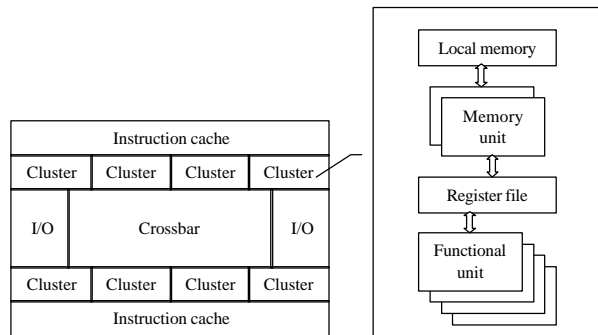 Instruction cache
Cluster Cluster Cluster Cluster
I/O Crossbar I/O
Cluster Cluster Cluster Cluster
Instruction cache
Local memory
Memory
unit
Register file
Functional
unit